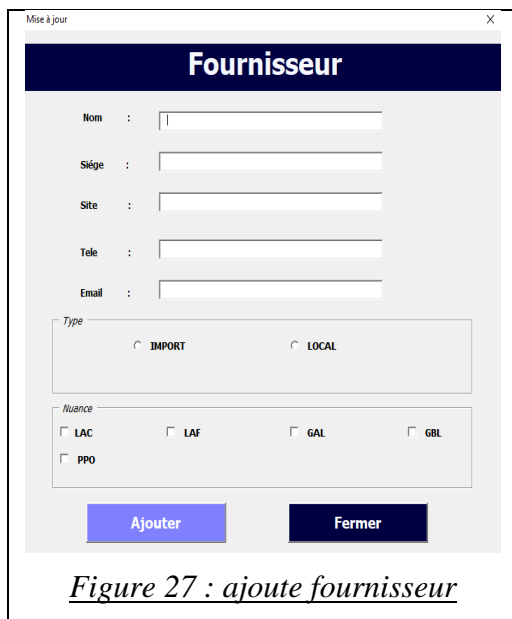 Mise à jour X
Fournisseur
Nom :
Siége :
Site :
Tele :
Email :
Type
IMPORT LOCAL
Nuance
LAC LAF GAL GBL
PPO
Ajouter Fermer
Figure 27 : ajoute fournisseur